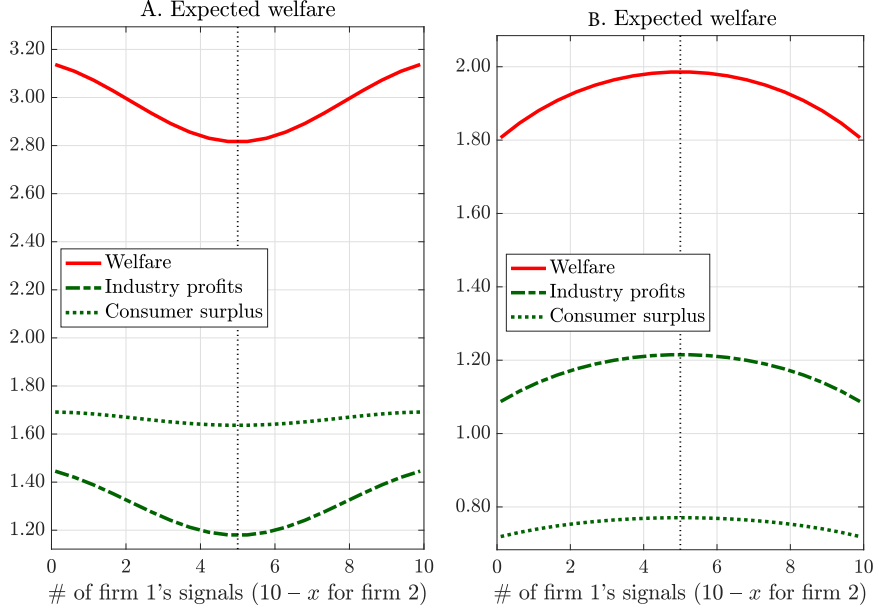 A. Expected welfare
3.20
3.00
2.80
2.60
2.40
2.20
2.00
1.80
1.60
1.40
1.20
Welfare
Industry profits
Consumer surplus
0 2 4 6 8 10
# of firm 1's signals (10 − x for firm 2)
B. Expected welfare
2.00
1.80
1.60
1.40
1.20
1.00
0.80
Welfare
Industry profits
Consumer surplus
0 2 4 6 8 10
# of firm 1's signals (10 − x for firm 2)